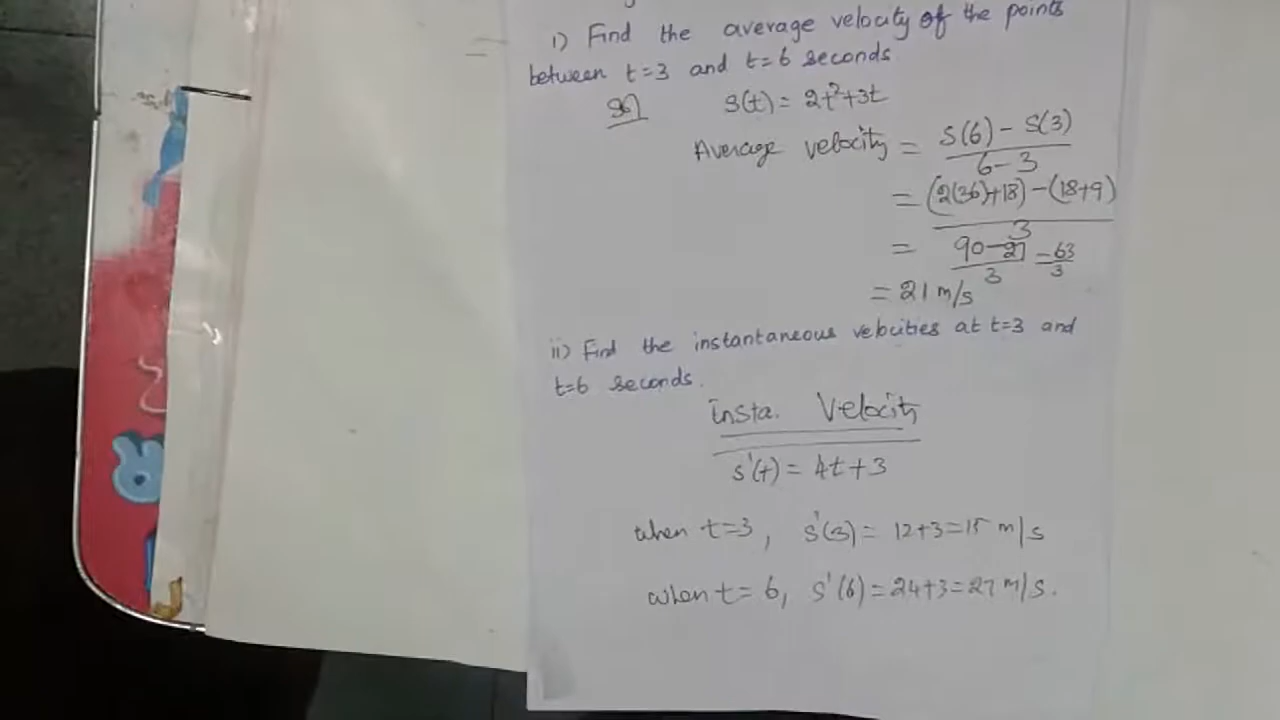 i) Find the average velocity of the points
between t=3 and t=6 seconds
Sol
S(t) = 2t²+3t
Average velocity = S(6) - S(3) / 6-3
= (2(36)+18) - (18+9) / 3
= 90-27 / 3 = 63 / 3
= 21 m/s
ii) Find the instantaneous velocities at t=3 and
t=6 seconds.
insta. Velocity
s'(t) = 4t+3
when t=3, s'(3) = 12+3=15 m/s
when t=6, s'(6) = 24+3=27 m/s.